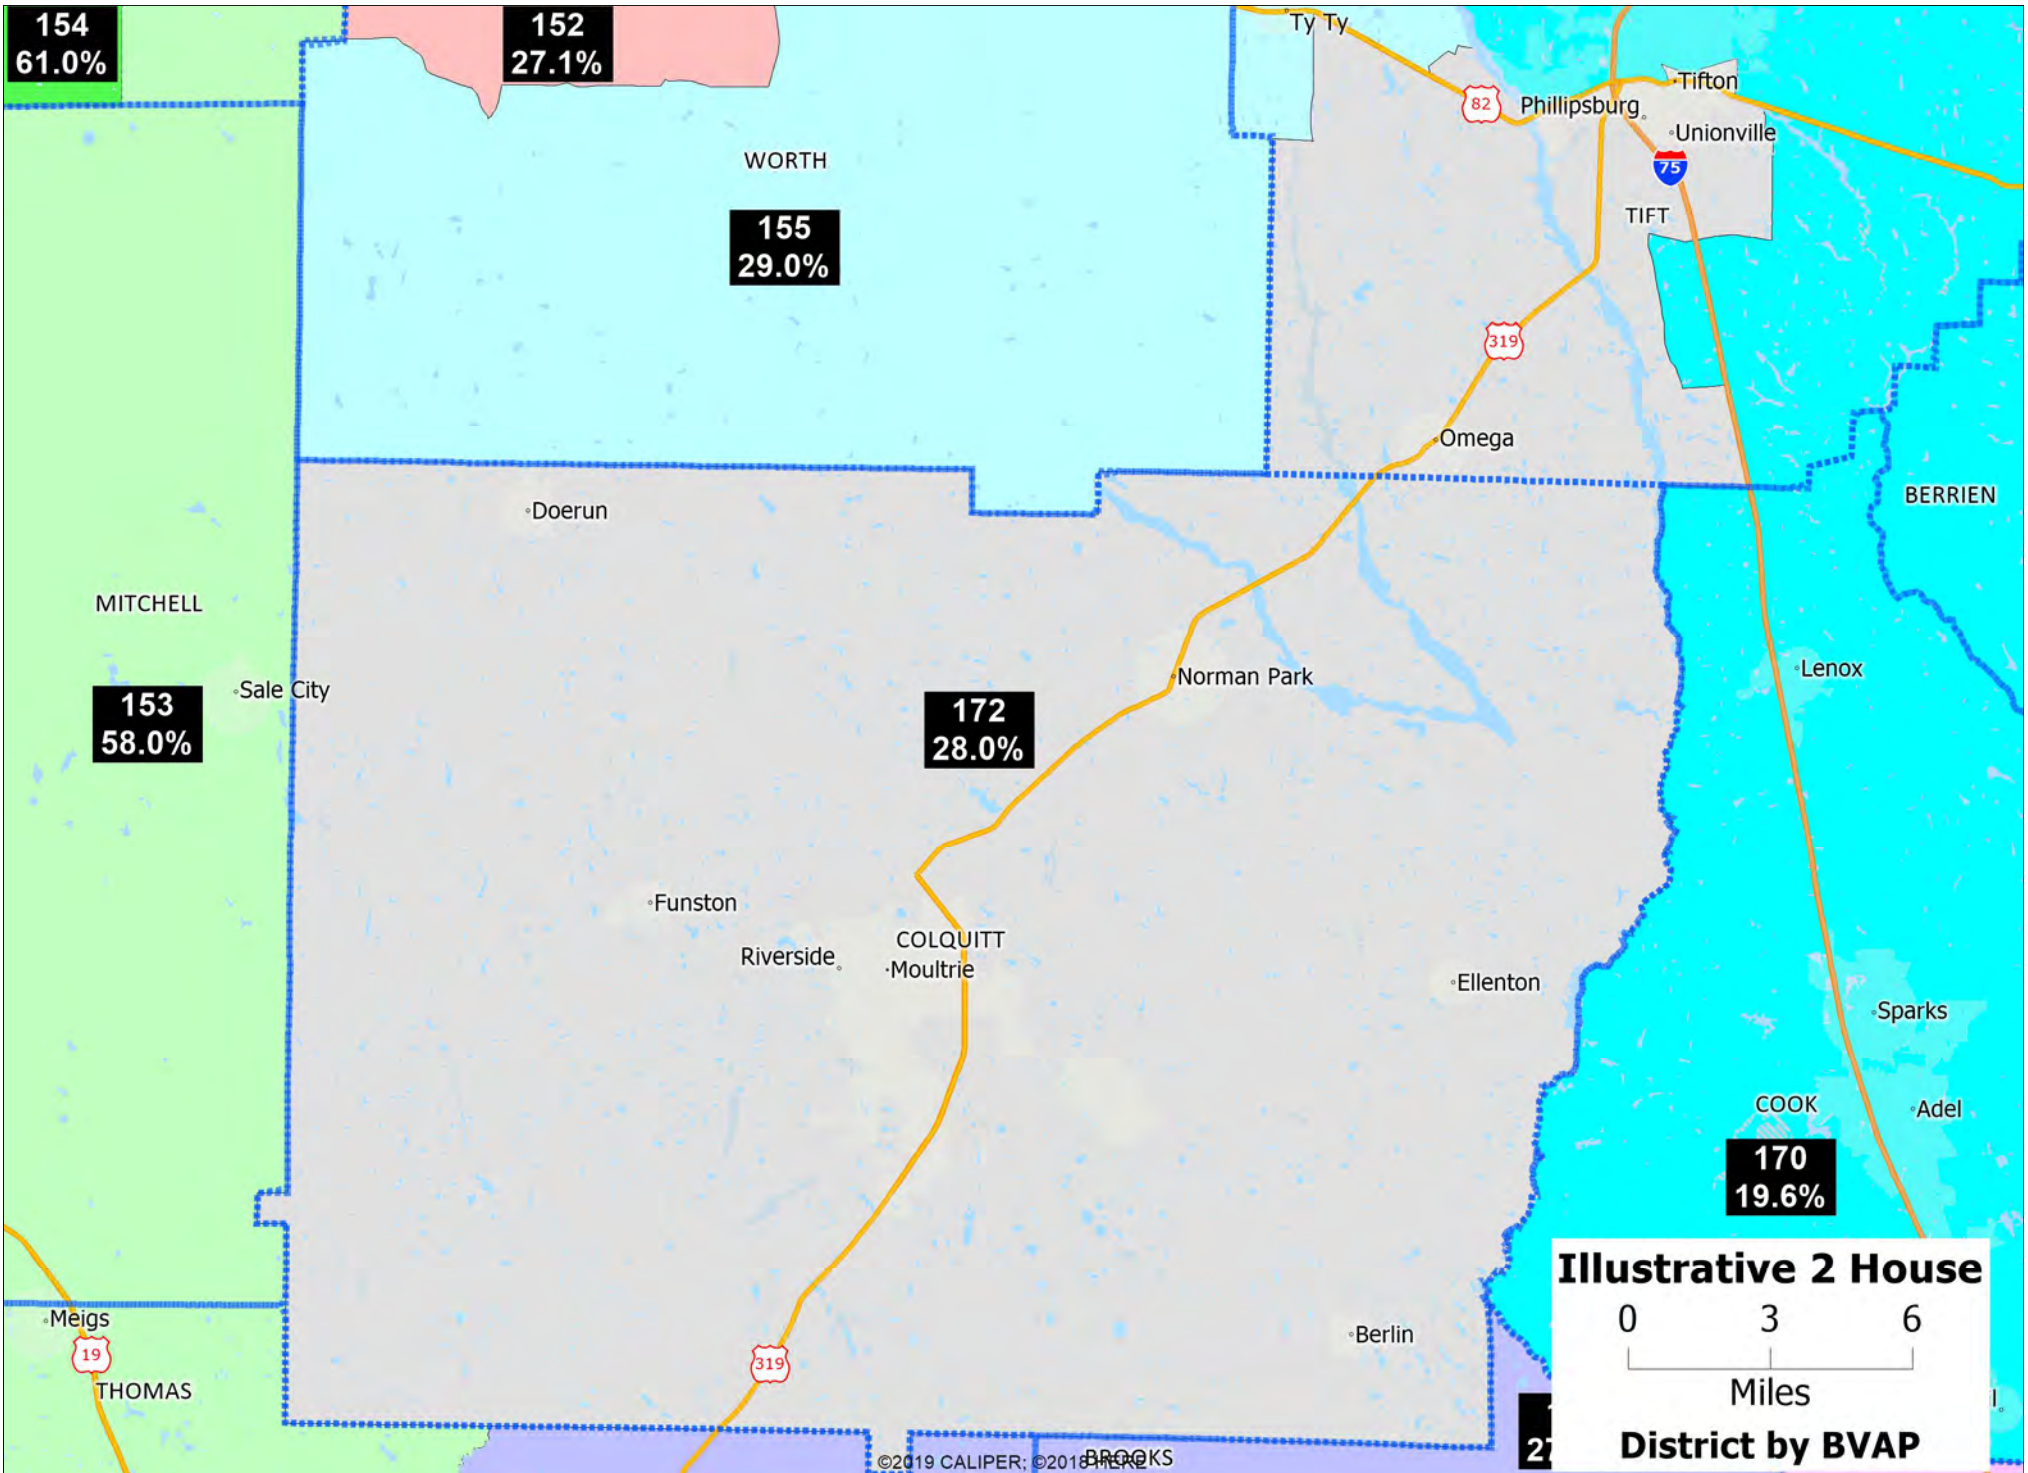 154
61.0%
152
27.1%
Ty Ty
Tifton
82
Phillipsburg
Unionville
75
WORTH
TIFT
155
29.0%
319
Omega
BERRIEN
Doerun
MITCHELL
Lenox
Norman Park
Sale City
153
58.0%
172
28.0%
Funston
COLQUITT
Riverside
Moultrie
Ellenton
Sparks
COOK
Adel
170
19.6%
Meigs
19
THOMAS
319
Berlin
Illustrative 2 House
0 3 6
Miles
District by BVAP
27
BROOKS
©2019 CALIPER; ©2018 HERE